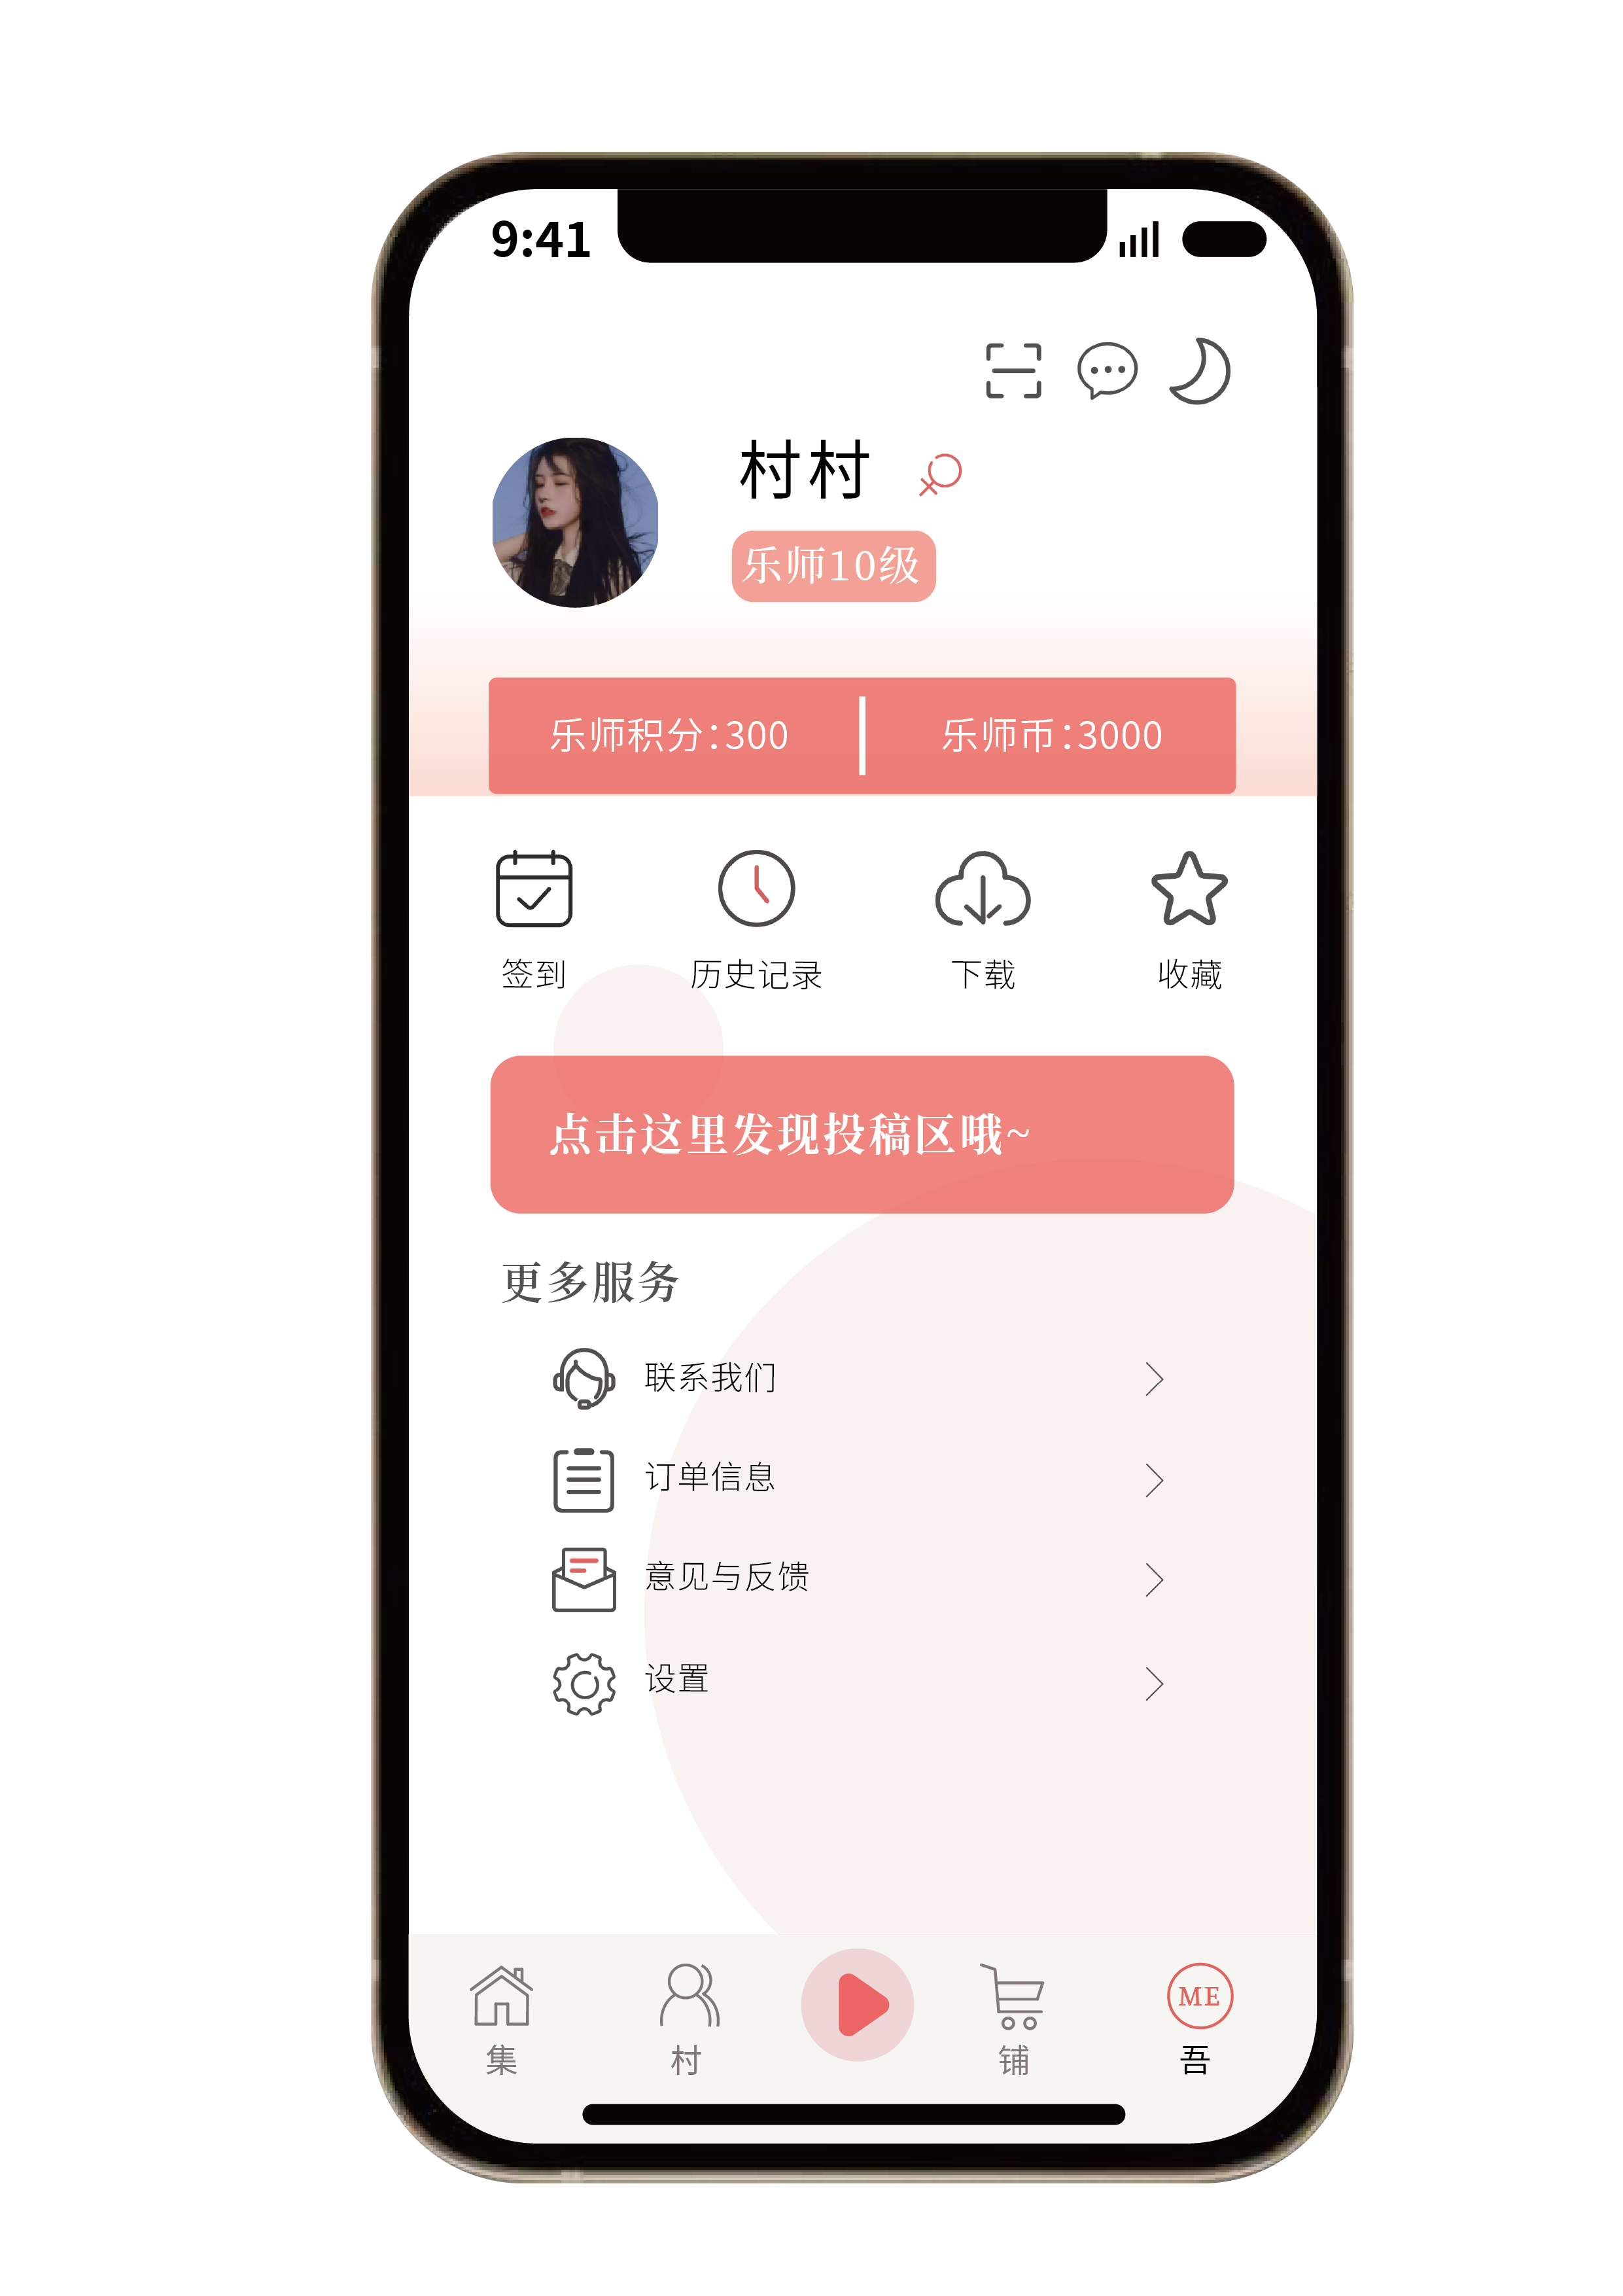 9:41
村村
乐师10级
乐师积分:300
乐师币:3000
签到
历史记录
下载
收藏
点击这里发现投稿区哦~
更多服务
联系我们
订单信息
意见与反馈
设置
ME
集
村
铺
吾